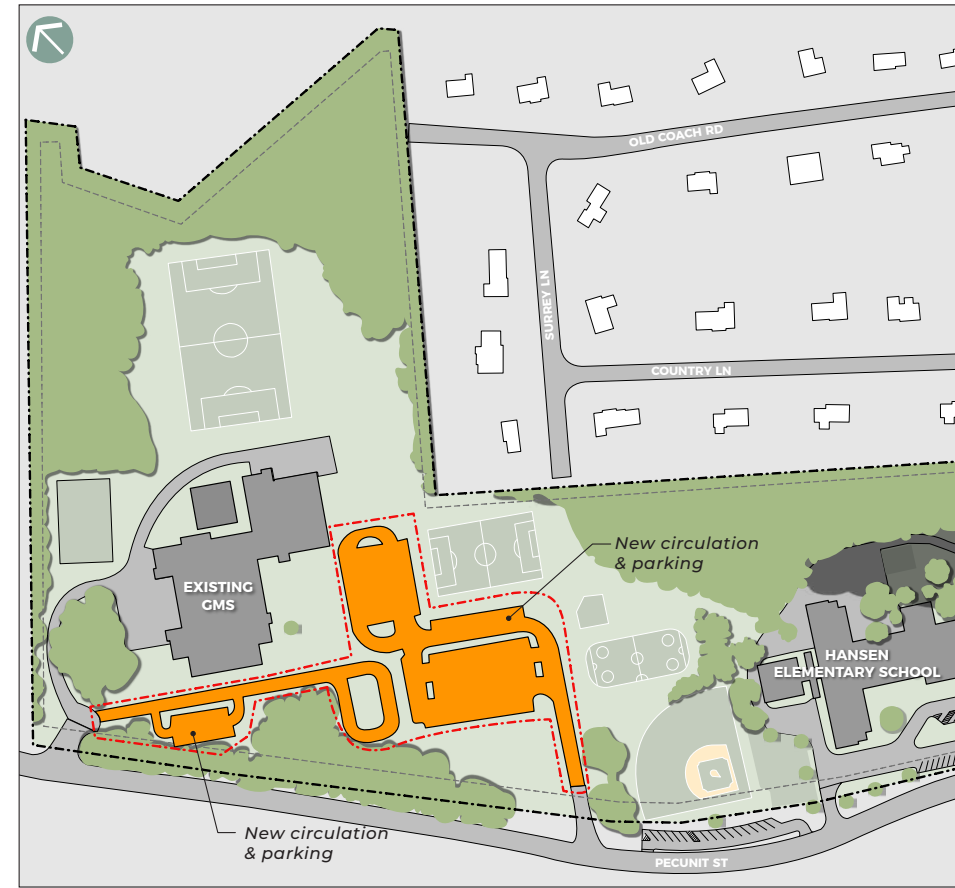 OLD COACH RD
SURREY LN
COUNTRY LN
New circulation
& parking
EXISTING
GMS
HANSEN
ELEMENTARY SCHOOL
New circulation
& parking
PECUNIT ST